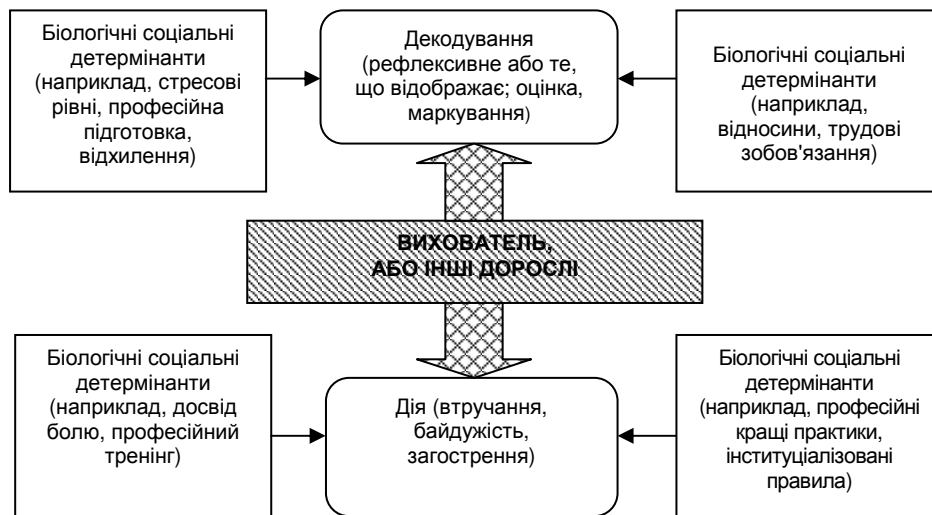 Біологічні соціальні
детермінанти
(наприклад, стресові
рівні, професійна
підготовка,
відхилення)
Декодування
(рефлексивне або те,
що відображає; оцінка,
маркування)
Біологічні соціальні
детермінанти
(наприклад,
відносини, трудові
зобов'язання)
ВИХОВАТЕЛЬ,
АБО ІНШІ ДОРОСЛІ
Біологічні соціальні
детермінанти
(наприклад, досвід
болю, професійний
тренінг)
Дія (втручання,
байдужість,
загострення)
Біологічні соціальні
детермінанти
(наприклад, професійні
кращі практики,
інституціалізовані
правила)